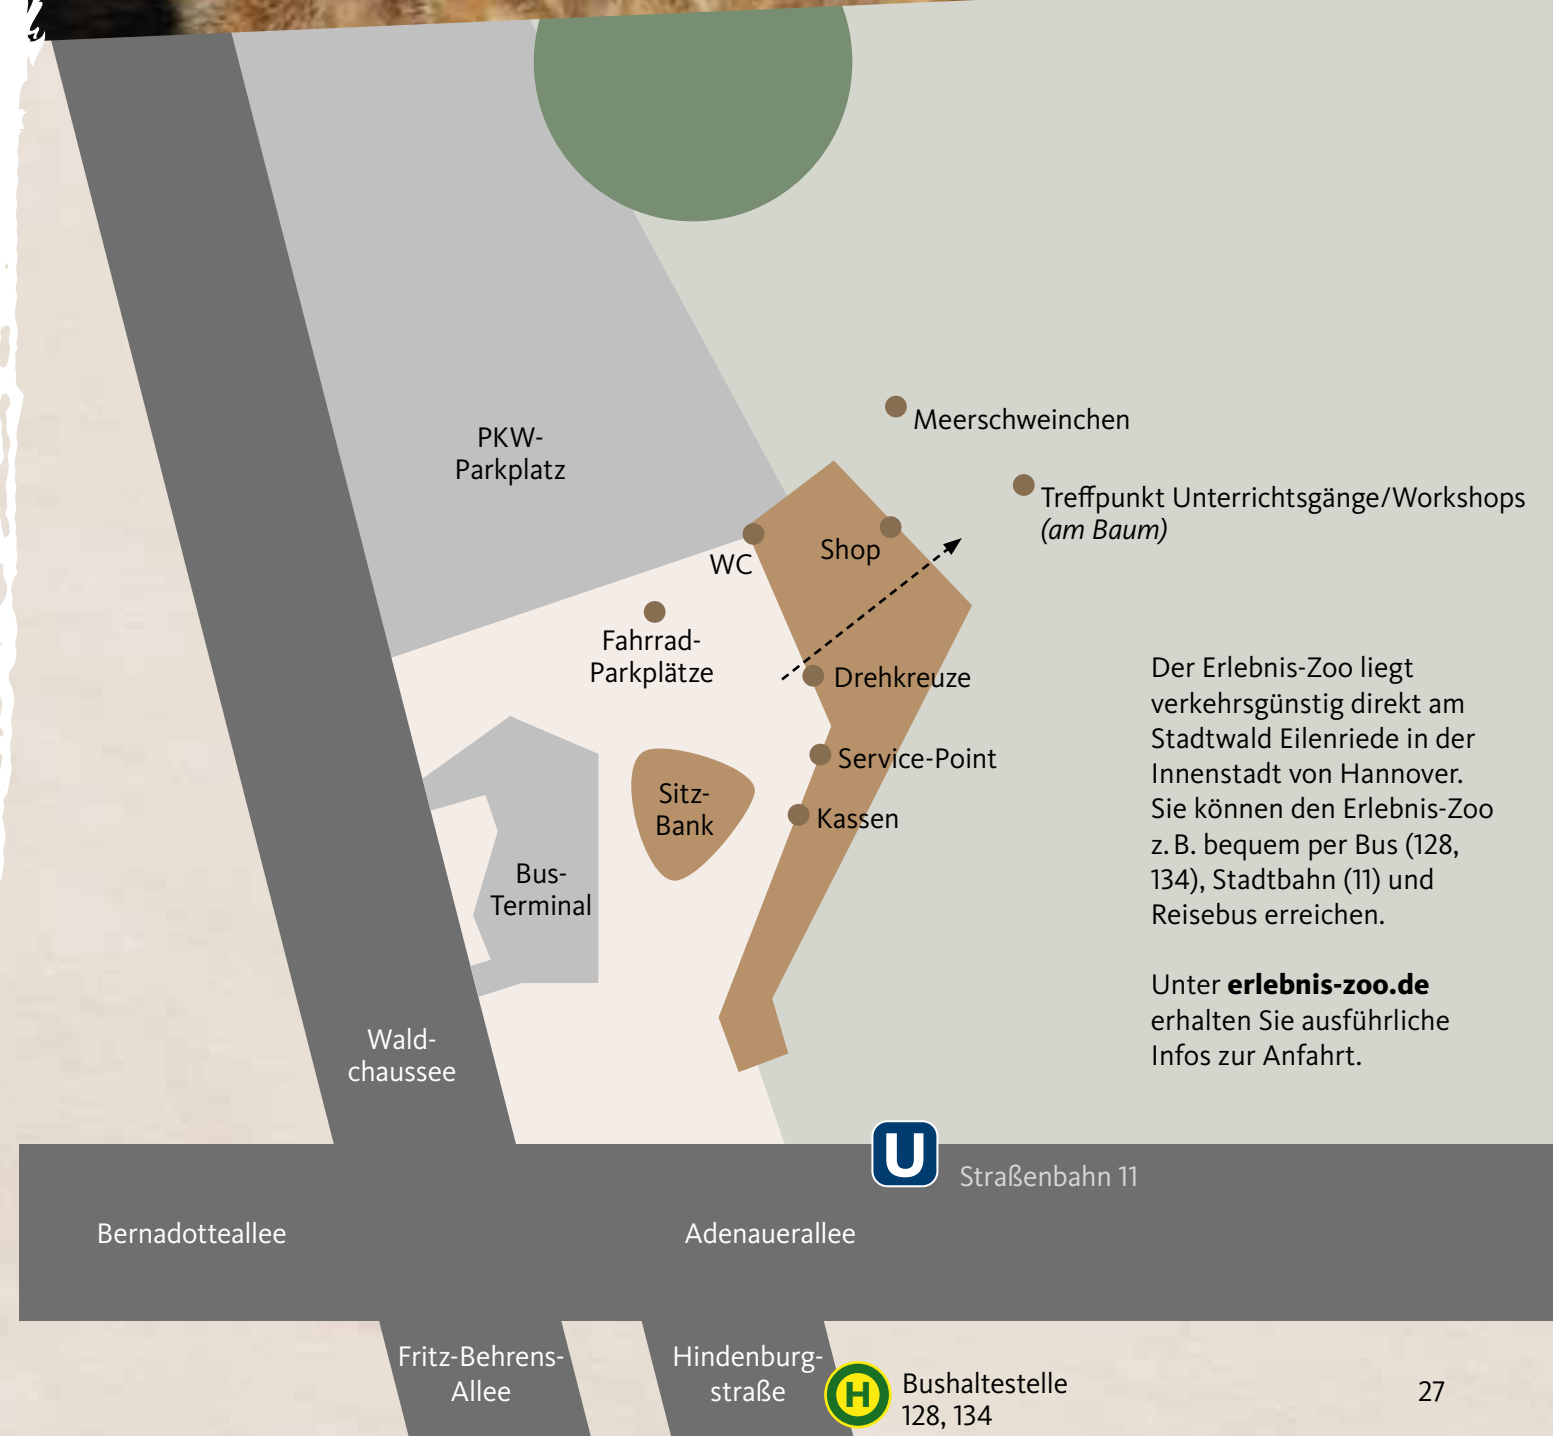 Meerschweinchen
PKW-
Parkplatz
Treffpunkt Unterrichtsgänge/Workshops
(am Baum)
Shop
WC
Fahrrad-
Parkplätze
Drehkreuze
Service-Point
Sitz-
Bank
Kassen
Bus-
Terminal
Der Erlebnis-Zoo liegt
verkehrsgünstig direkt am
Stadtwald Eilenriede in der
Innenstadt von Hannover.
Sie können den Erlebnis-Zoo
z. B. bequem per Bus (128,
134), Stadtbahn (11) und
Reisebus erreichen.
Unter erlebnis-zoo.de
erhalten Sie ausführliche
Infos zur Anfahrt.
Wald-
chaussee
U
Straßenbahn 11
Bernadotteallee
Adenauerallee
Fritz-Behrens-
Allee
Hindenburg-
straße
H
Bushaltestelle
128, 134
27